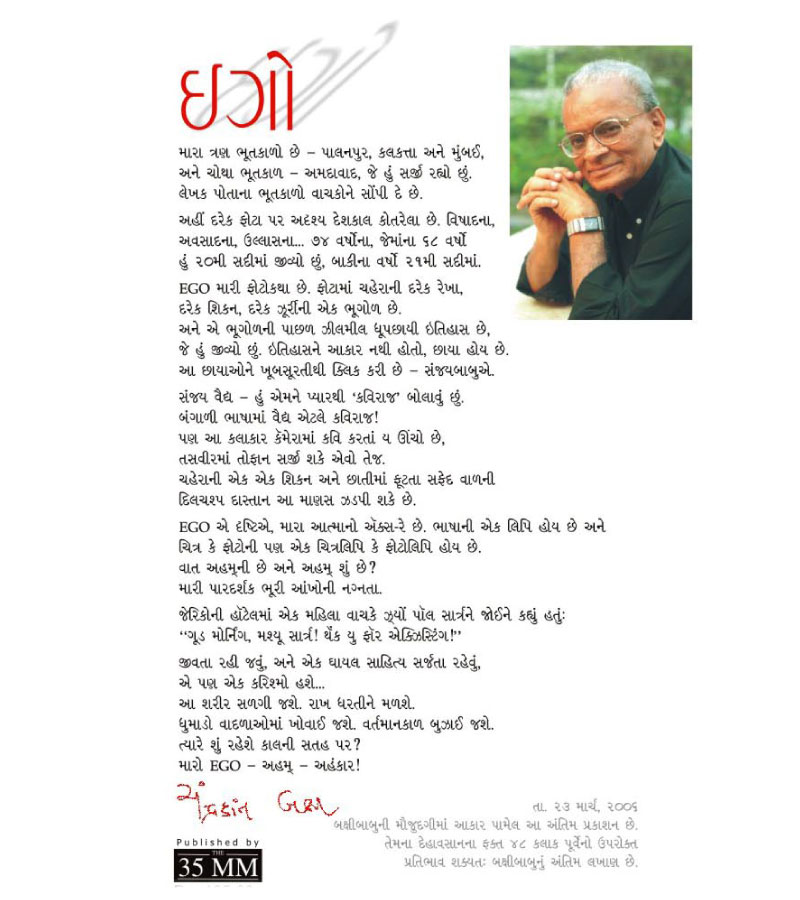 ઇગો
મારા ત્રણ ભૂતકાળો છે – પાલનપુર, કલકત્તા અને મુંબઈ,
અને ચોથા ભૂતકાળ – અમદાવાદ, જે હું સર્જી રહ્યો છું.
લેખક પોતાના ભૂતકાળો વાચકોને સોંપી દે છે.
અહીં દરેક ફોટા પર અદૃશ્ય દેશકાલ કોતરેલા છે. વિષાદના,
અવસાદના, ઉલ્લાસના... ૭૪ વર્ષોના, જેમાંના ૬૮ વર્ષો
હું ૨૦મી સદીમાં જીવ્યો છું, બાકીના વર્ષો ૨૧મી સદીમાં.
EGO મારી ફોટોકથા છે. ફોટામાં ચહેરાની દરેક રેખા,
દરેક શિકન, દરેક ઝૂર્રીની એક ભૂગોળ છે.
અને એ ભૂગોળની પાછળ ઝીલમીલ ધૂપછાયી ઇતિહાસ છે,
જે હું જીવ્યો છું. ઇતિહાસને આકાર નથી હોતો, છાયા હોય છે.
આ છાયાઓને ખૂબસૂરતીથી ક્લિક કરી છે – સંજયબાબુએ.
સંજય વૈદ્ય – હું એમને પ્યારથી ‘કવિરાજ’ બોલાવું છું.
બંગાળી ભાષામાં વૈદ્ય એટલે કવિરાજ!
પણ આ કલાકાર કૅમેરામાં કવિ કરતાં ય ઊંચો છે,
તસવીરમાં તોફાન સર્જી શકે એવો તેજ.
ચહેરાની એક એક શિકન અને છાતીમાં ફૂટતા સફેદ વાળની
દિલચશ્પ દાસ્તાન આ માણસ ઝડપી શકે છે.
EGO એ દૃષ્ટિએ, મારા આત્માનો ઍક્સ-રે છે. ભાષાની એક લિપિ હોય છે અને
ચિત્ર કે ફોટોની પણ એક ચિત્રલિપિ કે ફોટોલિપિ હોય છે.
વાત અહમ્‌ની છે અને અહમ્ શું છે?
મારી પારદર્શક ભૂરી આંખોની નગ્નતા.
જેરિકોની હૉટેલમાં એક મહિલા વાચકે ઝ્યોં પૉલ સાર્ત્રને જોઈને કહ્યું હતુંઃ
‘‘ગૂડ મોર્નિંગ, મશ્યૂ સાર્ત્ર! થૅંક યુ ફૉર એક્ઝિસ્ટિંગ!’’
જીવતા રહી જવું, અને એક ઘાયલ સાહિત્ય સર્જતા રહેવું,
એ પણ એક કરિશ્મો હશે...
આ શરીર સળગી જશે. રાખ ધરતીને મળશે.
ધુમાડો વાદળાઓમાં ખોવાઈ જશે. વર્તમાનકાળ બુઝાઈ જશે.
ત્યારે શું રહેશે કાલની સતહ પર?
મારો EGO – અહમ્ – અહંકાર!
ચંદ્રકાંત બક્ષી
તા. ૨૩ માર્ચ, ૨૦૦૬
બક્ષીબાબુની મૌજુદગીમાં આકાર પામેલ આ અંતિમ પ્રકાશન છે.
તેમના દેહાવસાનના ફક્ત ૪૮ કલાક પૂર્વેનો ઉપરોક્ત
પ્રતિભાવ શક્યતઃ બક્ષીબાબુનું અંતિમ લખાણ છે.
Published by
THE
35 MM